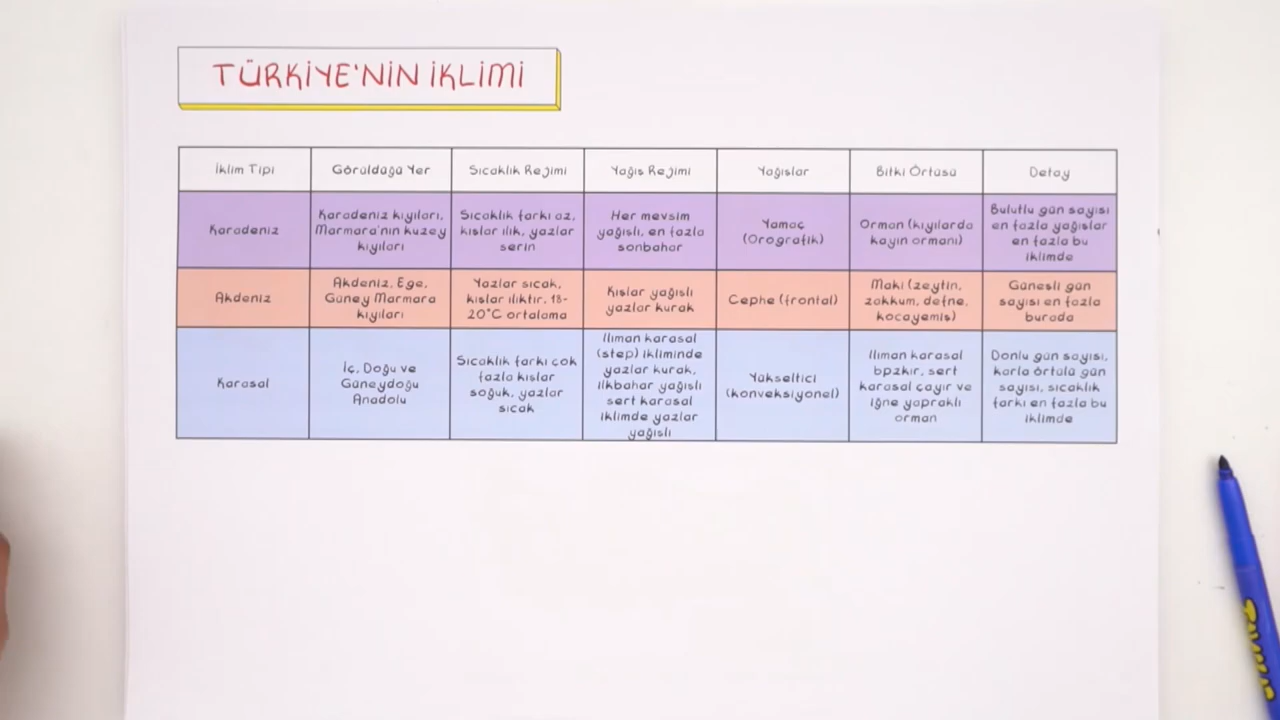 TÜRKİYE'NİN İKLİMİ
İklim Tipi
Görüldüğü Yer
Sıcaklık Rejimi
Yağış Rejimi
Yağışlar
Bitki Örtüsü
Detay
Karadeniz
Karadeniz kıyıları,
Marmara'nın kuzey
kıyıları
Sıcaklık farkı az,
kışlar ılık, yazlar
serin
Her mevsim
yağışlı, en fazla
sonbahar
Yamaç
(Orografik)
Orman (kıyılarda
kayın ormanı)
Bulutlu gün sayısı
en fazla yağışlar
en fazla bu
iklimde
Akdeniz
Akdeniz, Ege,
Güney Marmara
kıyıları
Yazlar sıcak,
kışlar ılıktır. 18-
20°C ortalama
Kışlar yağışlı
yazlar kurak
Cephe (frontal)
Maki (zeytin,
zakkum, defne,
kocayemiş)
Güneşli gün
sayısı en fazla
burada
Karasal
İç, Doğu ve
Güneydoğu
Anadolu
Sıcaklık farkı çok
fazla kışlar
soğuk, yazlar
sıcak
Iıman karasal
(step) ikliminde
yazlar kurak,
ilkbahar yağışlı
sert karasal
iklimde yazlar
yağışlı
Yükseltici
(konveksiyonel)
Iıman karasal
bpzkır, sert
karasal çayır ve
iğne yapraklı
orman
Donlu gün sayısı,
karla örtülü gün
sayısı, sıcaklık
farkı en fazla bu
iklimde